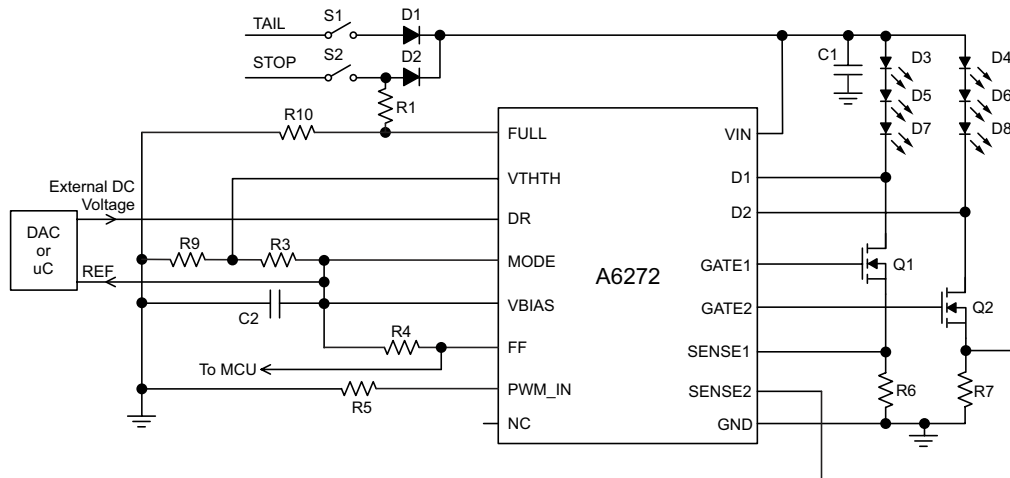 TAIL
S1
D1
STOP
S2
D2
R1
R10
C1
D3
D4
D5
D6
D7
D8
FULL
VIN
VTHTH
D1
External DC
Voltage
DR
D2
DAC
or
uC
R9
R3
MODE
A6272
GATE1
Q1
REF
C2
VBIAS
GATE2
Q2
R4
FF
SENSE1
To MCU
R5
PWM_IN
SENSE2
R6
R7
NC
GND